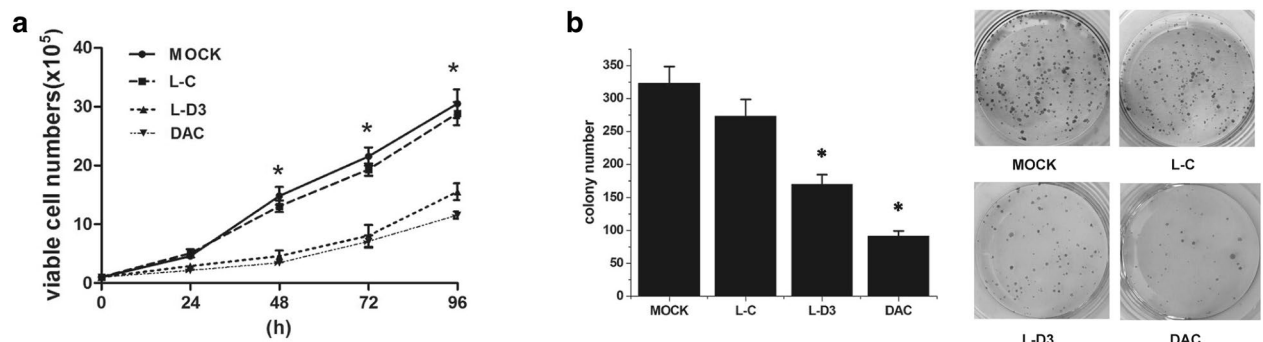 a
viable cell numbers(x10⁵)
40
30
20
10
0
MOCK
L-C
L-D3
DAC
*
*
*
0 24 48 72 96
(h)
b
colony number
350
300
250
200
150
100
50
0
*
*
MOCK L-C L-D3 DAC
MOCK L-C
L-D3 DAC